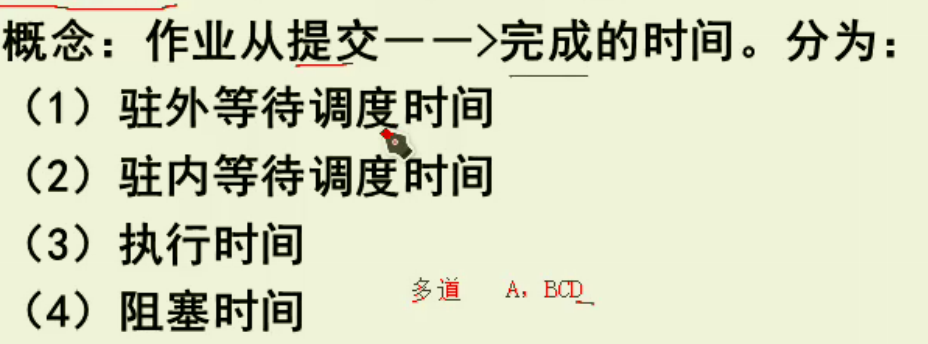 概念：作业从提交——>完成的时间。分为：
（1）驻外等待调度时间
（2）驻内等待调度时间
（3）执行时间
多道 A，BCD
（4）阻塞时间